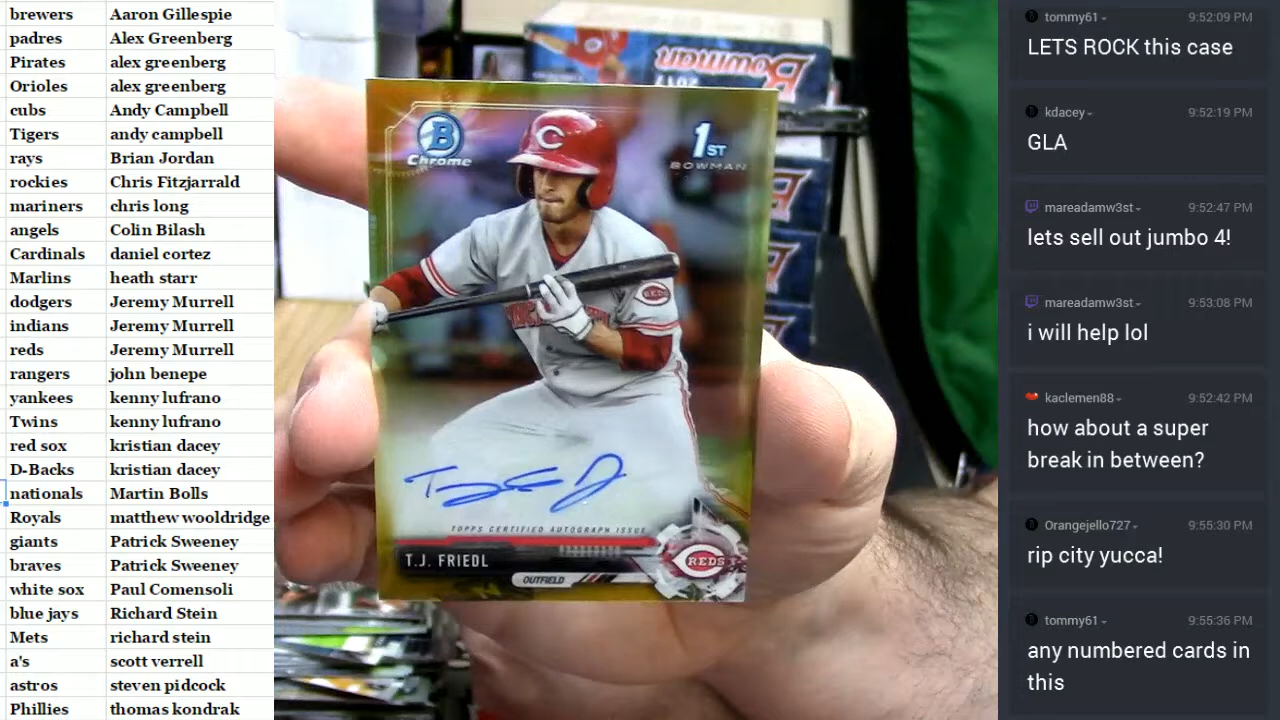 brewers Aaron Gillespie
padres Alex Greenberg
Pirates alex greenberg
Orioles alex greenberg
cubs Andy Campbell
Tigers andy campbell
rays Brian Jordan
rockies Chris Fitzjarrald
mariners chris long
angels Colin Bilash
Cardinals daniel cortez
Marlins heath starr
dodgers Jeremy Murrell
indians Jeremy Murrell
reds Jeremy Murrell
rangers john benepe
yankees kenny lufrano
Twins kenny lufrano
red sox kristian dacey
D-Backs kristian dacey
nationals Martin Bolls
Royals matthew wooldridge
giants Patrick Sweeney
braves Patrick Sweeney
white sox Paul Comensoli
blue jays Richard Stein
Mets richard stein
a's scott verrell
astros steven pidcock
Phillies thomas kondrak
Bowman
2017
B
Chrome
1ST
BOWMAN
C
REDS
TOPPS CERTIFIED AUTOGRAPH ISSUE
T.J. FRIEDL
REDS
OUTFIELD
tommy61 9:52:09 PM
LETS ROCK this case
kdacey 9:52:19 PM
GLA
mareadamw3st 9:52:47 PM
lets sell out jumbo 4!
mareadamw3st 9:53:08 PM
i will help lol
kaclemen88 9:52:42 PM
how about a super
break in between?
Orangejello727 9:55:30 PM
rip city yucca!
tommy61 9:55:36 PM
any numbered cards in
this